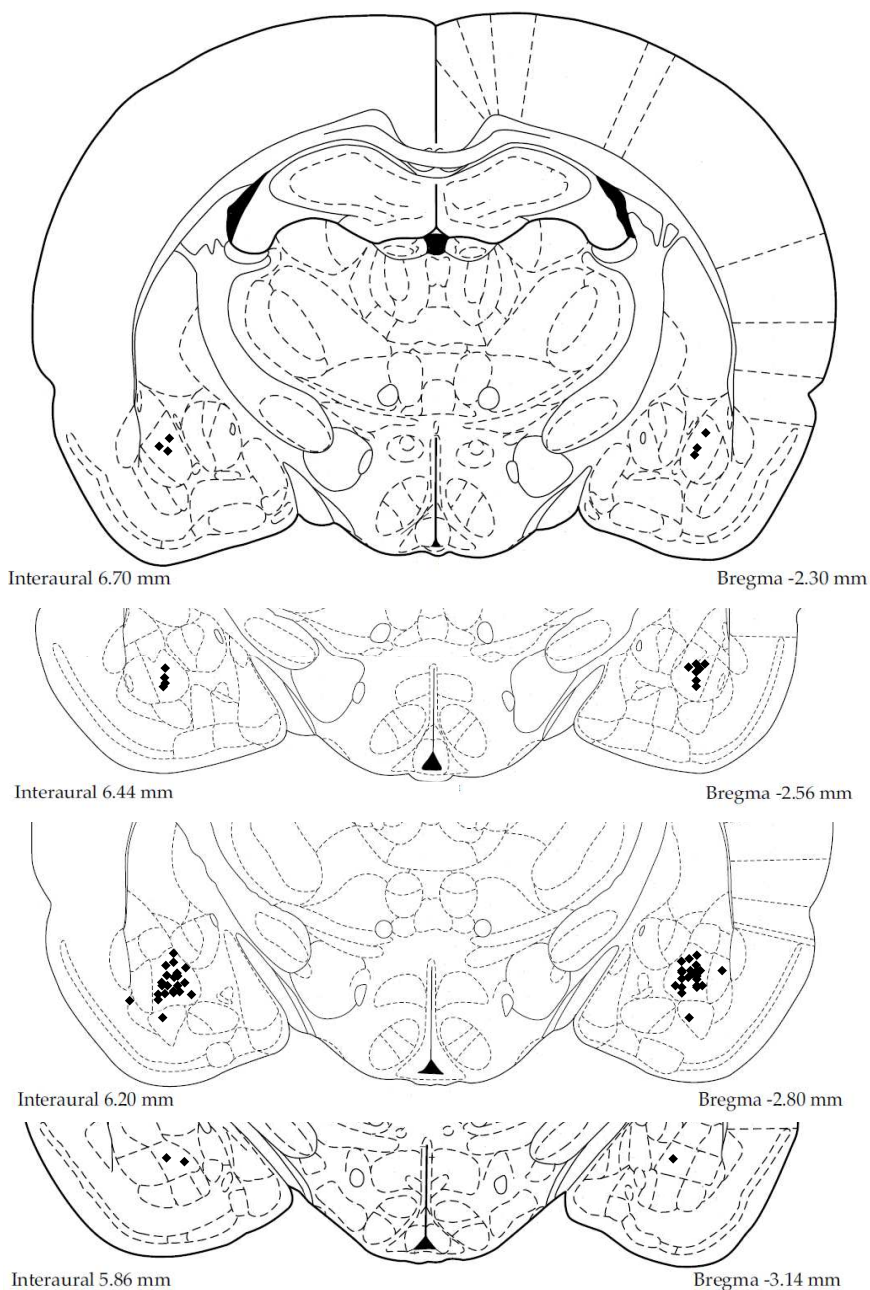 Interaural 6.70 mm
Bregma -2.30 mm
Interaural 6.44 mm
Bregma -2.56 mm
Interaural 6.20 mm
Bregma -2.80 mm
Interaural 5.86 mm
Bregma -3.14 mm